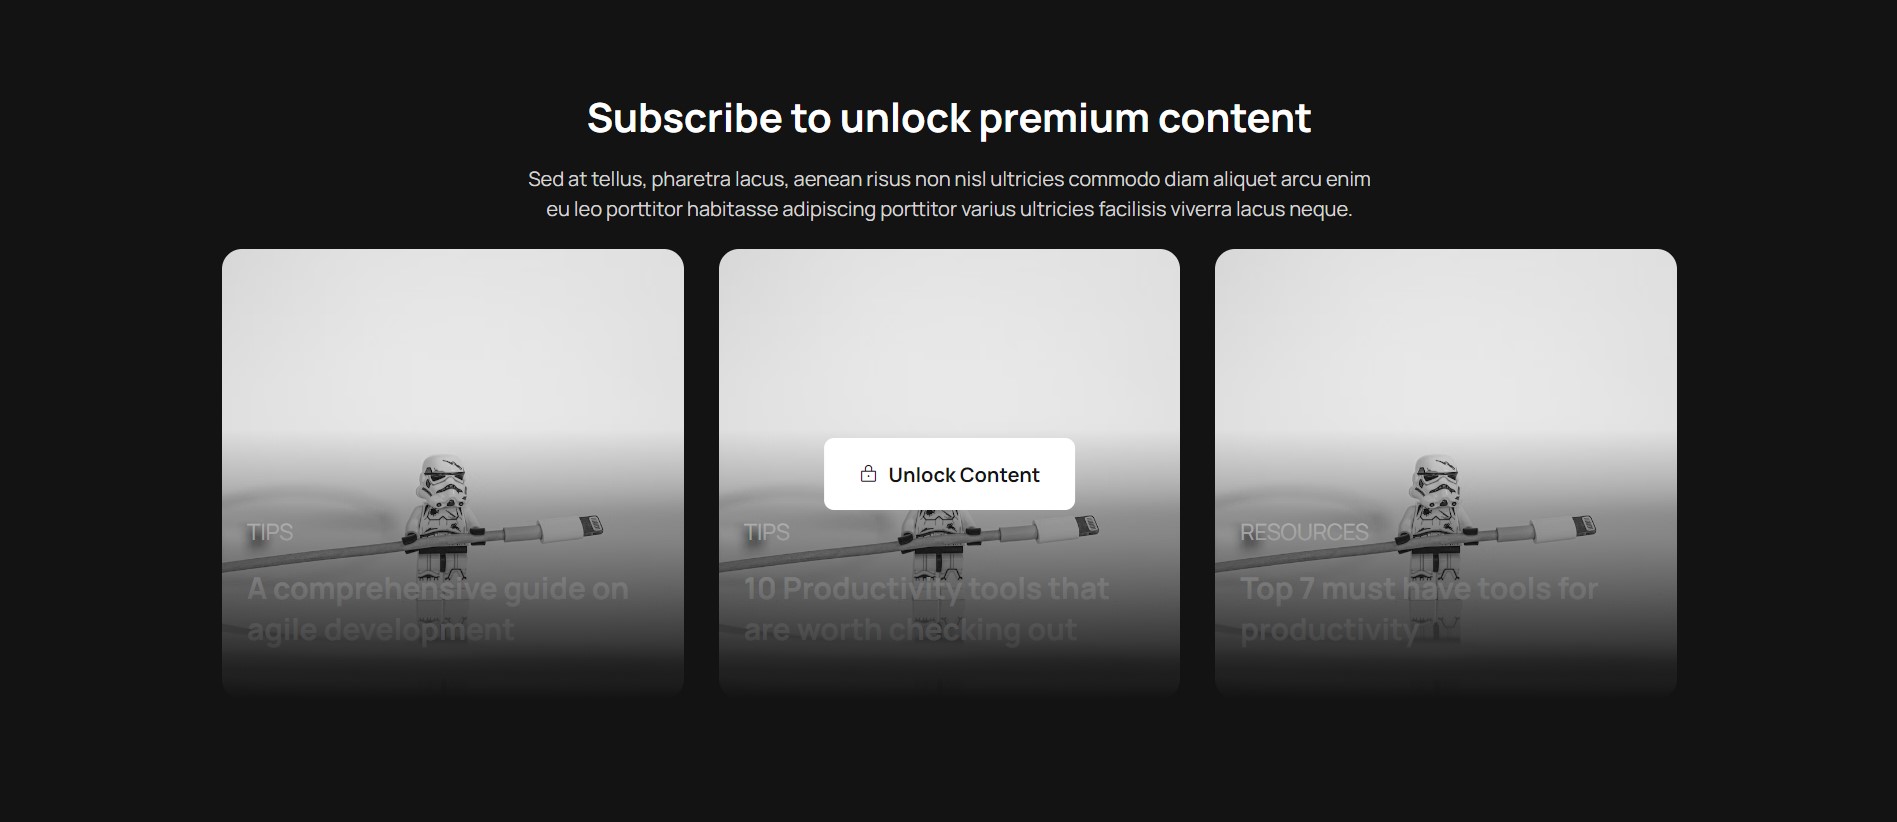 Subscribe to unlock premium content
Sed at tellus, pharetra lacus, aenean risus non nisl ultricies commodo diam aliquet arcu enim
eu leo porttitor habitasse adipiscing porttitor varius ultricies facilisis viverra lacus neque.
Unlock Content
TIPS
A comprehensive guide on
agile development
TIPS
10 Productivity tools that
are worth checking out
RESOURCES
Top 7 must have tools for
productivity